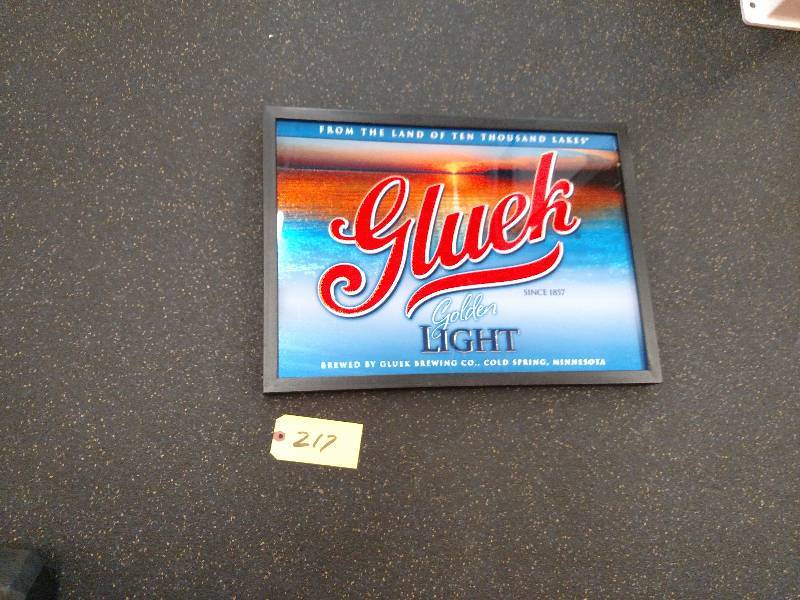 FROM THE LAND OF TEN THOUSAND LAKES
Gluek
SINCE 1857
Golden
LIGHT
BREWED BY GLUEK BREWING CO., COLD SPRING, MINNESOTA
217